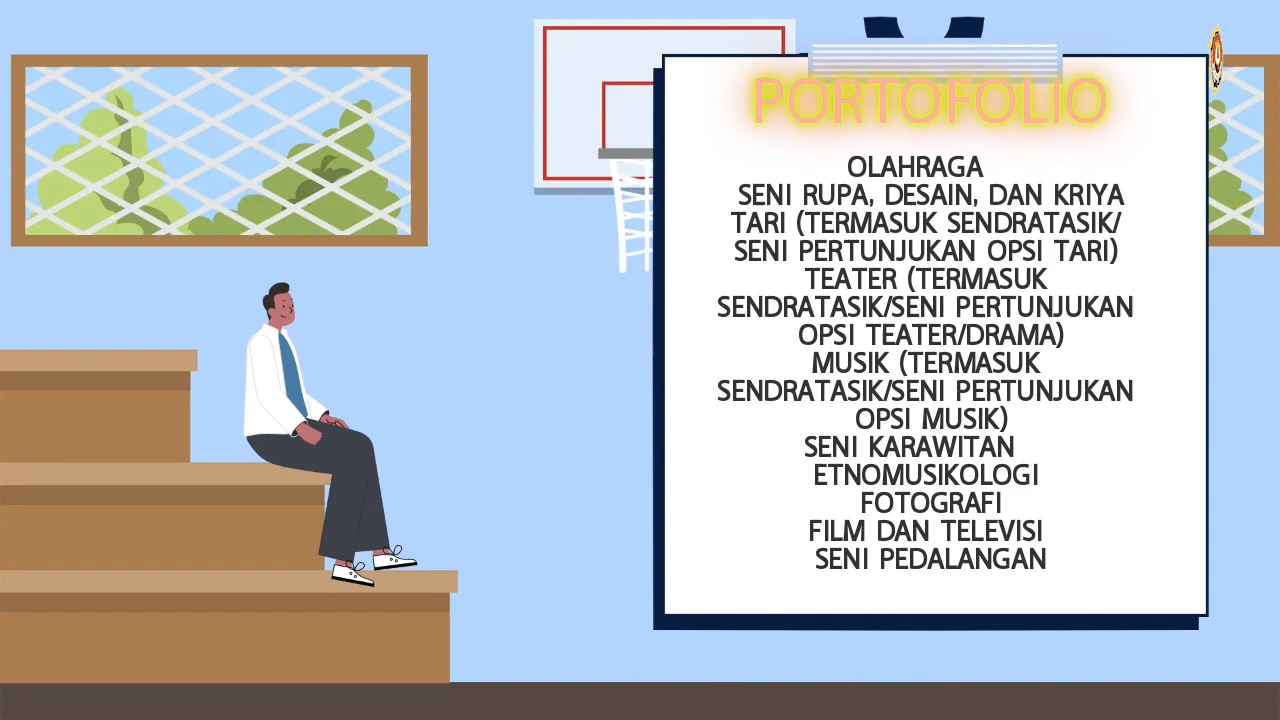 PORTOFOLIO
OLAHRAGA
SENI RUPA, DESAIN, DAN KRIYA
TARI (TERMASUK SENDRATASIK/
SENI PERTUNJUKAN OPSI TARI)
TEATER (TERMASUK
SENDRATASIK/SENI PERTUNJUKAN
OPSI TEATER/DRAMA)
MUSIK (TERMASUK
SENDRATASIK/SENI PERTUNJUKAN
OPSI MUSIK)
SENI KARAWITAN
ETNOMUSIKOLOGI
FOTOGRAFI
FILM DAN TELEVISI
SENI PEDALANGAN